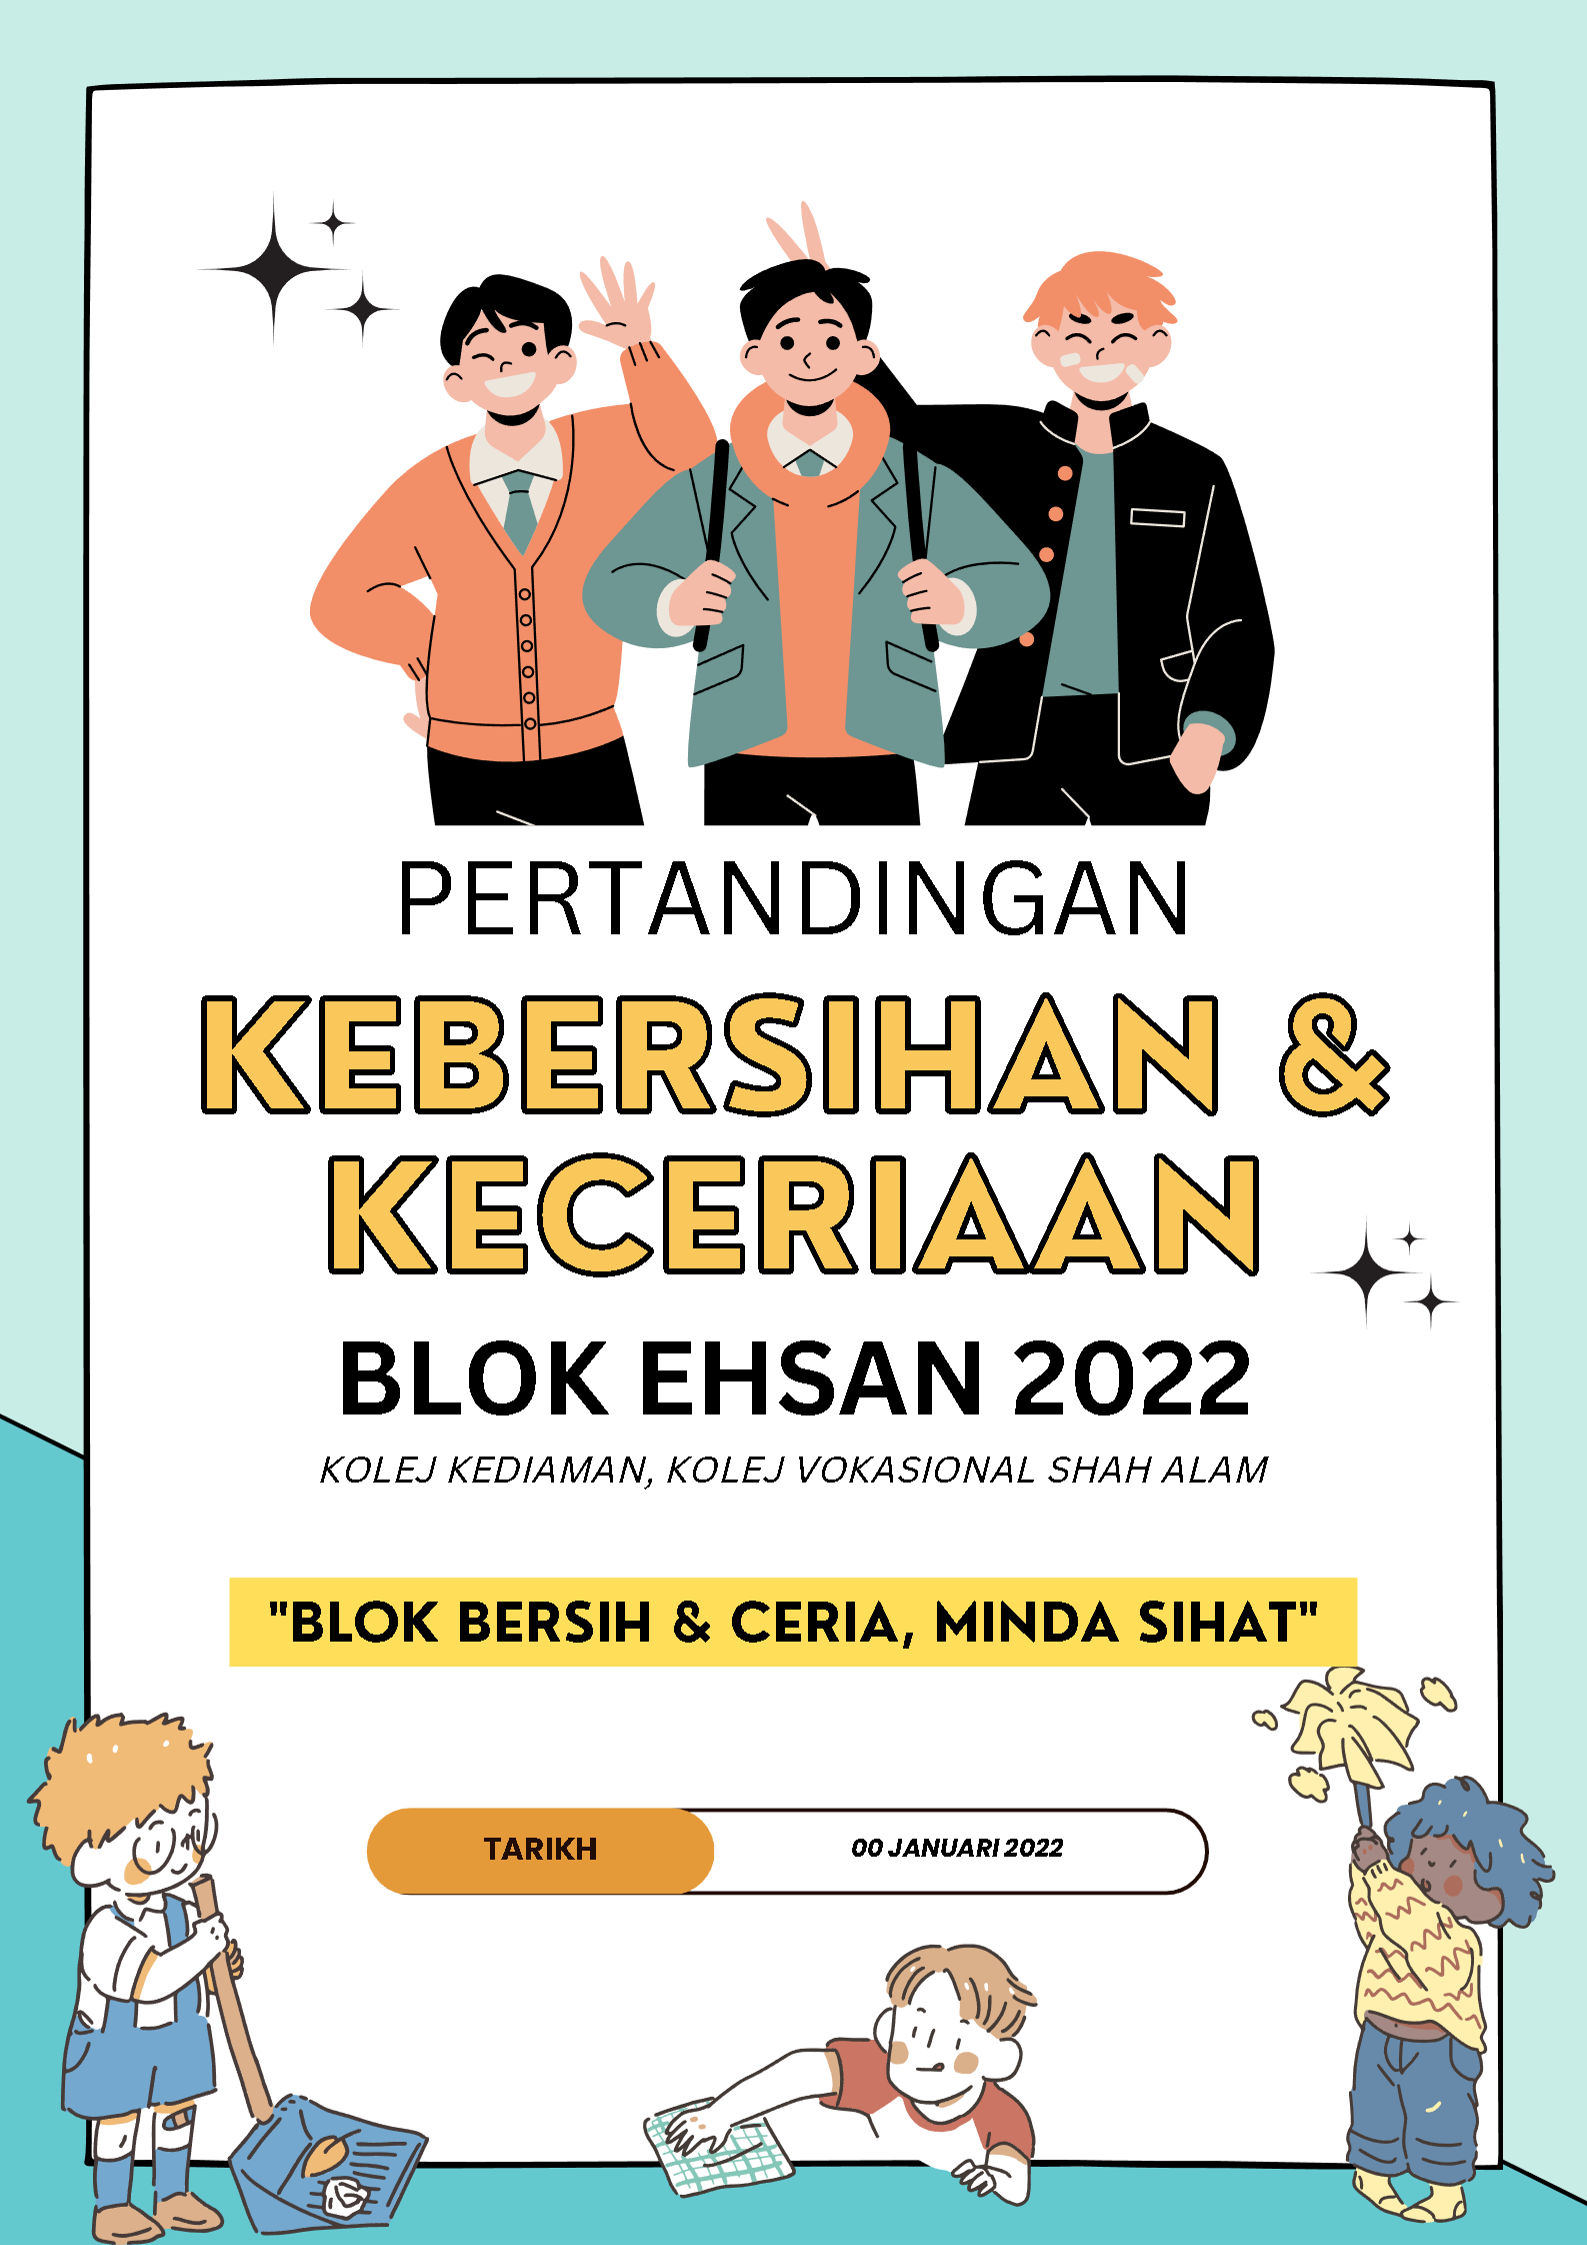 PERTANDINGAN
KEBERSIHAN &
KECERIAAN
BLOK EHSAN 2022
KOLEJ KEDIAMAN, KOLEJ VOKASIONAL SHAH ALAM
"BLOK BERSIH & CERIA, MINDA SIHAT"
TARIKH 00 JANUARI 2022